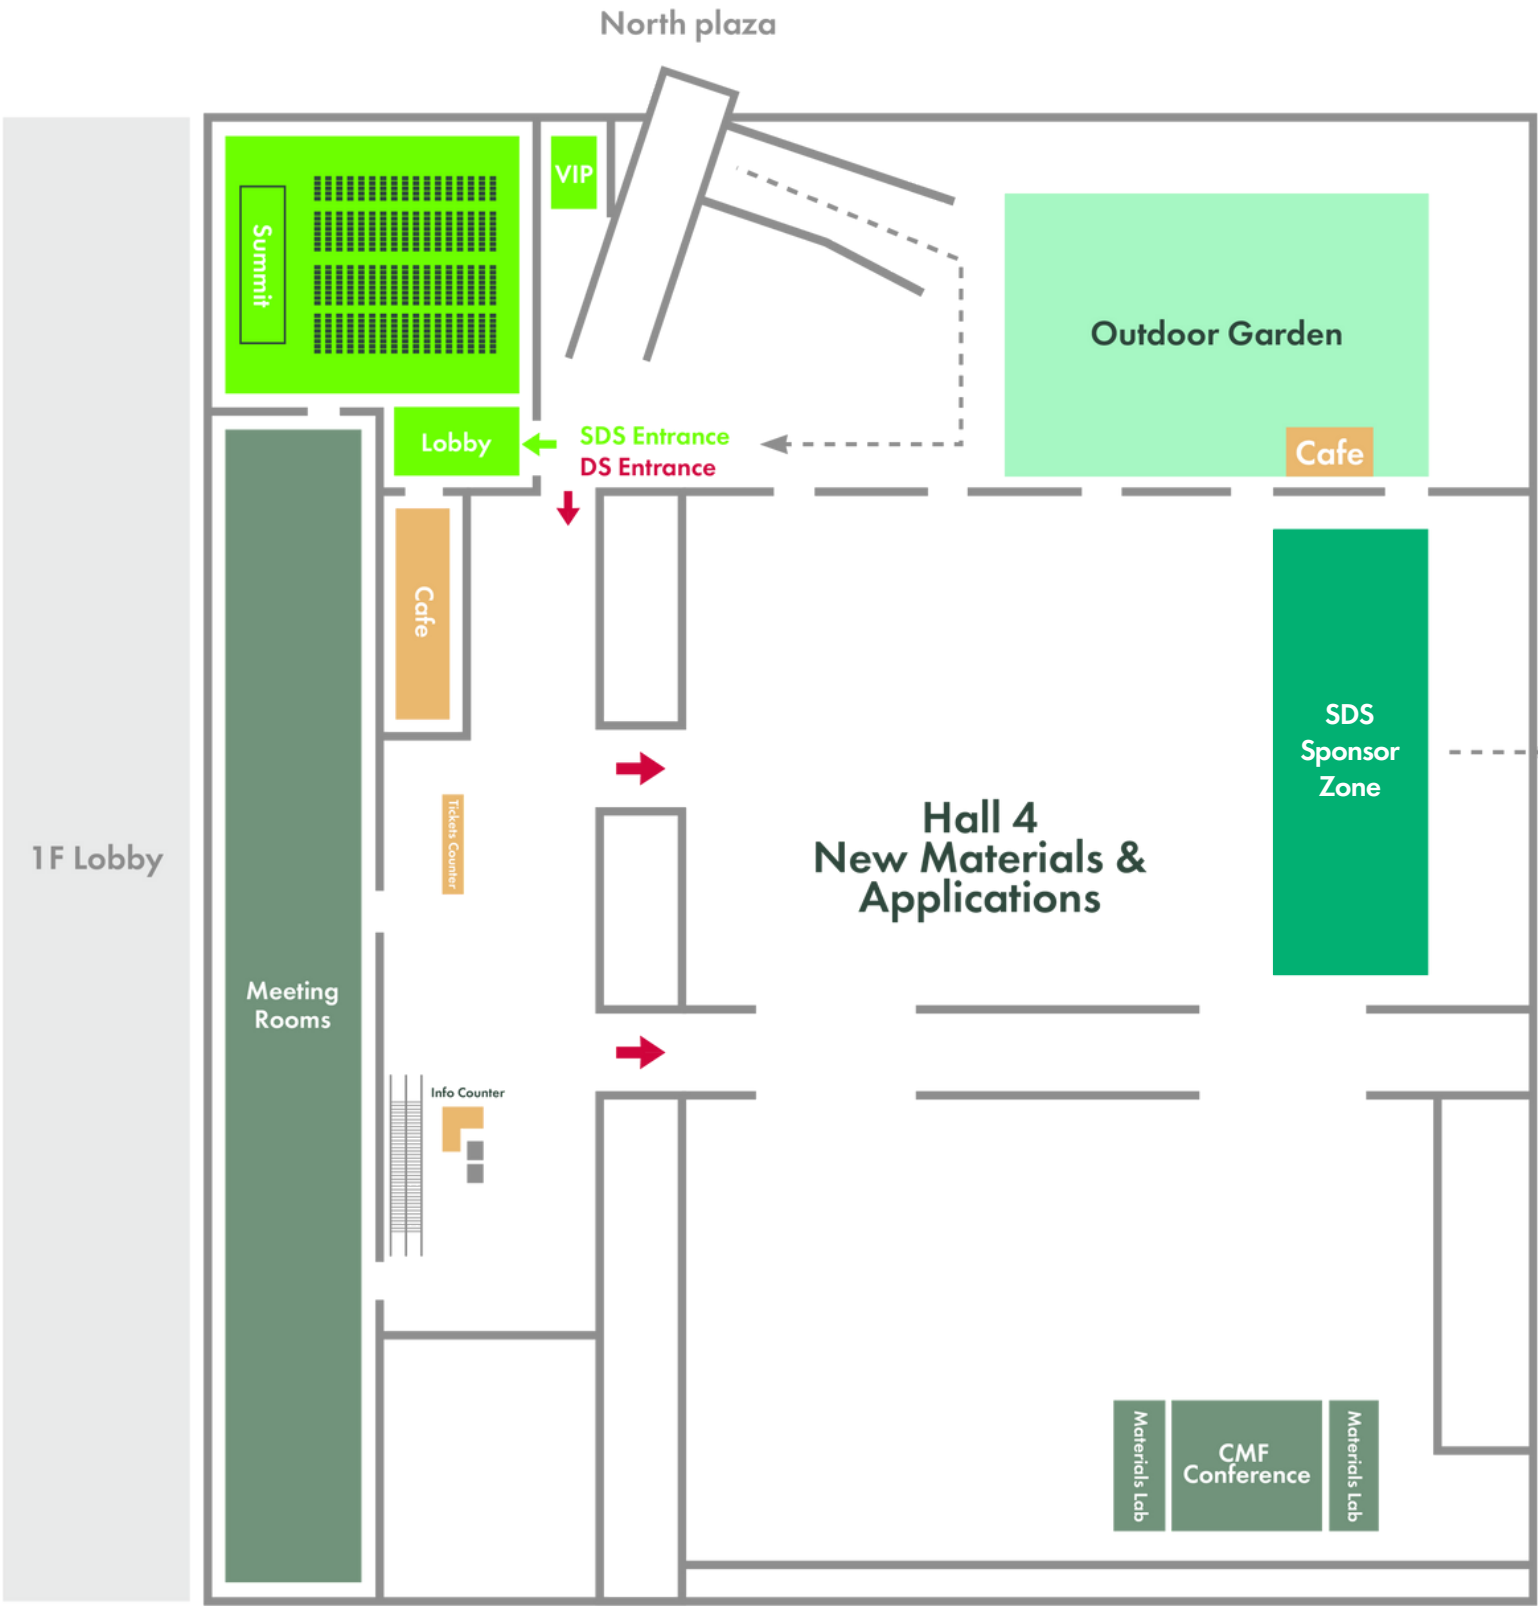 North plaza
VIP
Summit
Outdoor Garden
SDS Entrance
Lobby
DS Entrance
Cafe
Cafe
SDS
Sponsor
Zone
Tickets Counter
Hall 4
New Materials &
Applications
1F Lobby
Meeting
Rooms
Info Counter
Materials Lab
CMF
Conference
Materials Lab